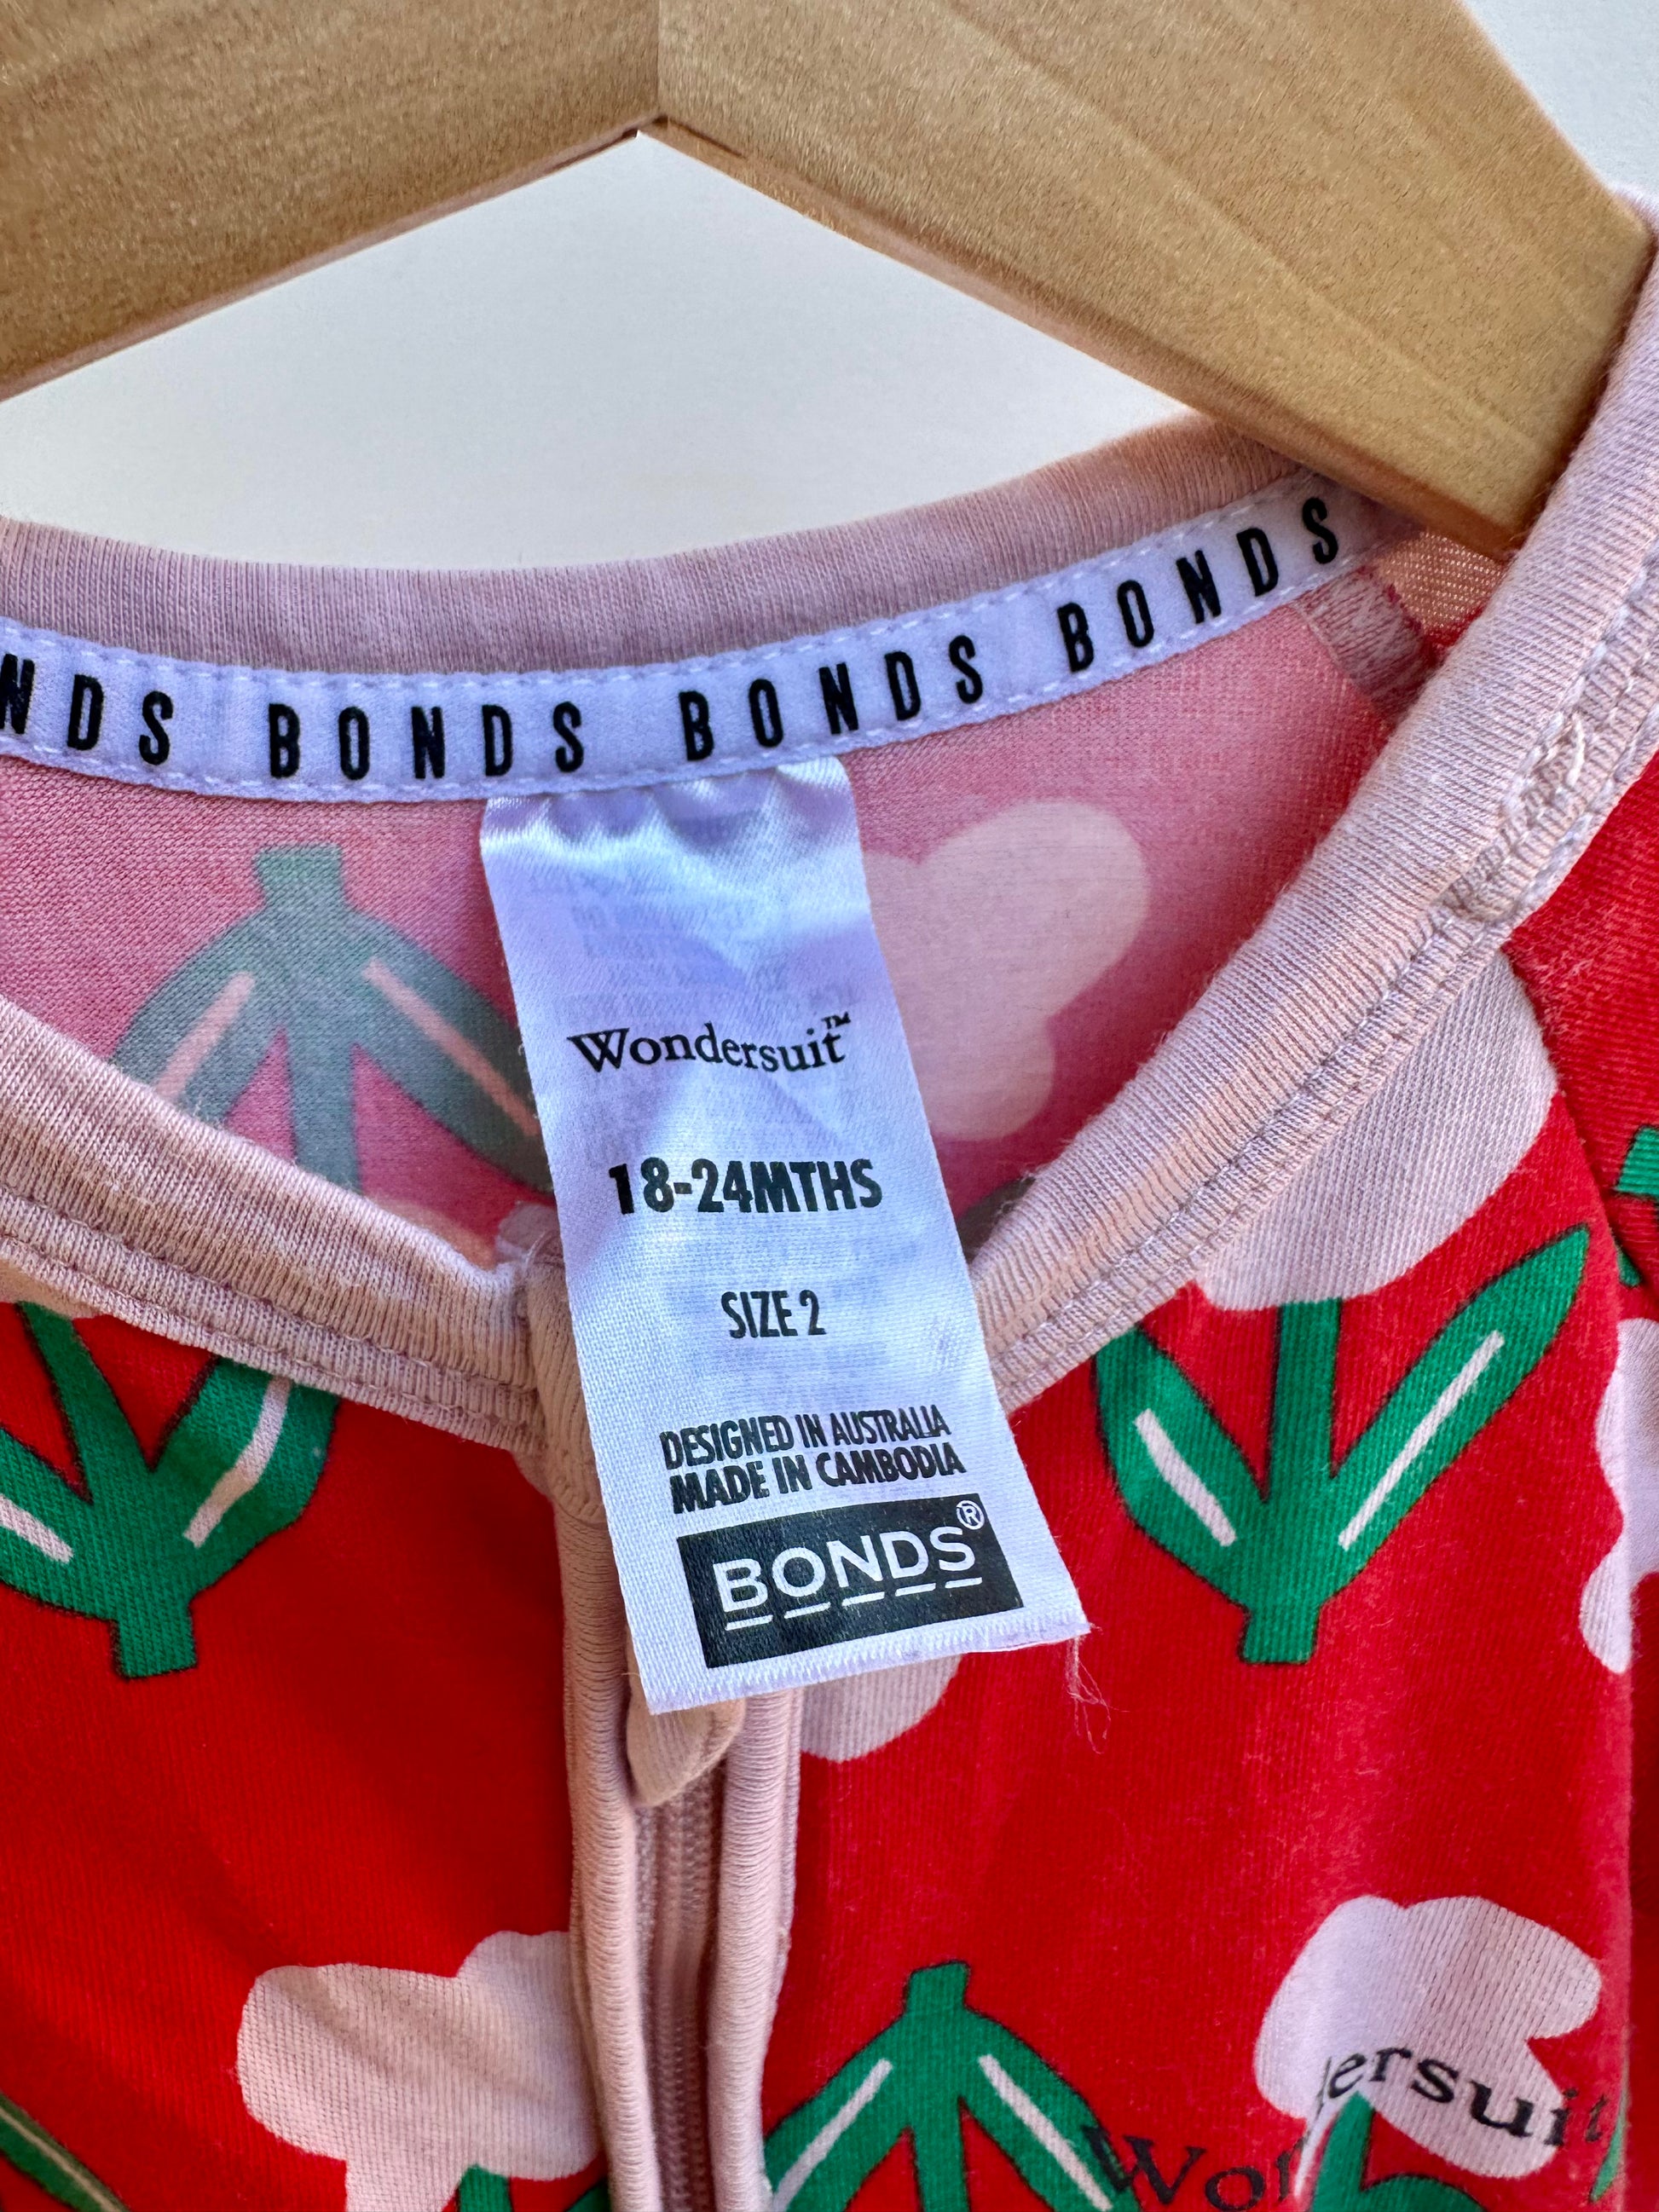 NDS BONDS BONDS BONDS
Wondersuit™
18-24MTHS
SIZE 2
DESIGNED IN AUSTRALIA
MADE IN CAMBODIA
BONDS®
Wondersuit